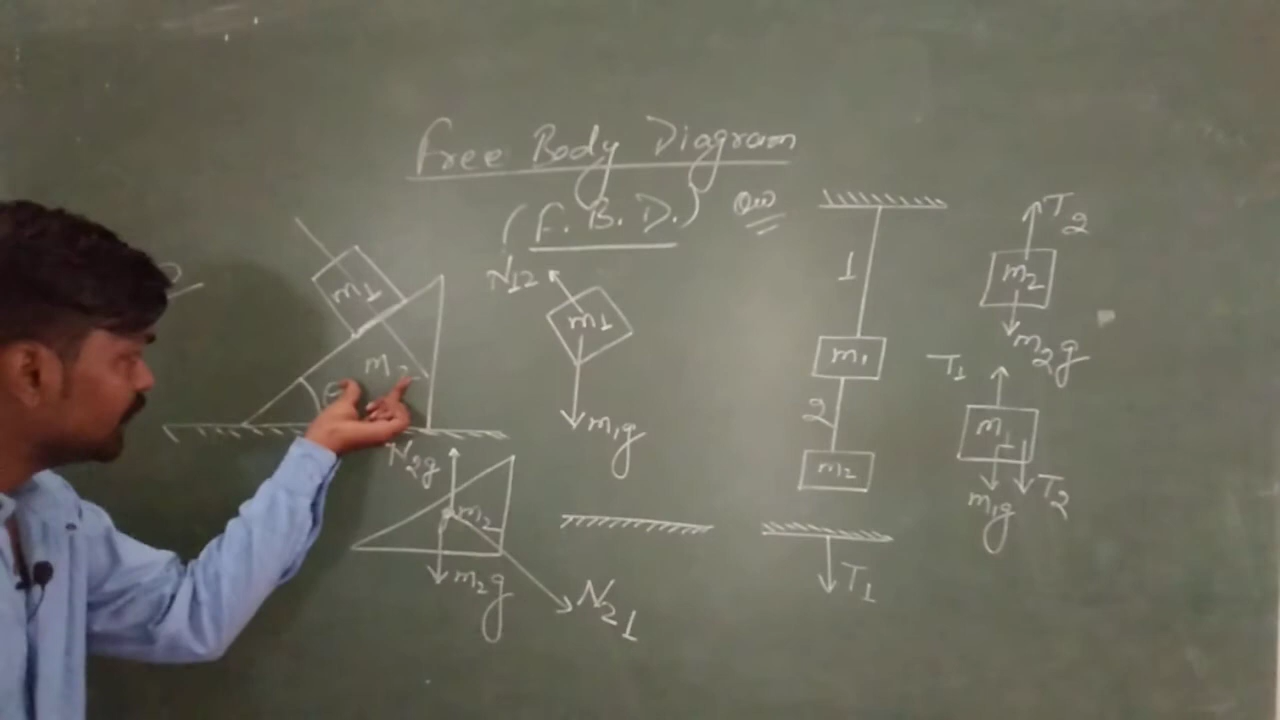 Free Body Diagram
(F.B.D.)
Que
m1
m2
θ
N12
m1
m1g
N2g
m2
m2g
N21
1
m1
2
m2
T1
T2
m2
m2g
T1
m1
m1g
T2